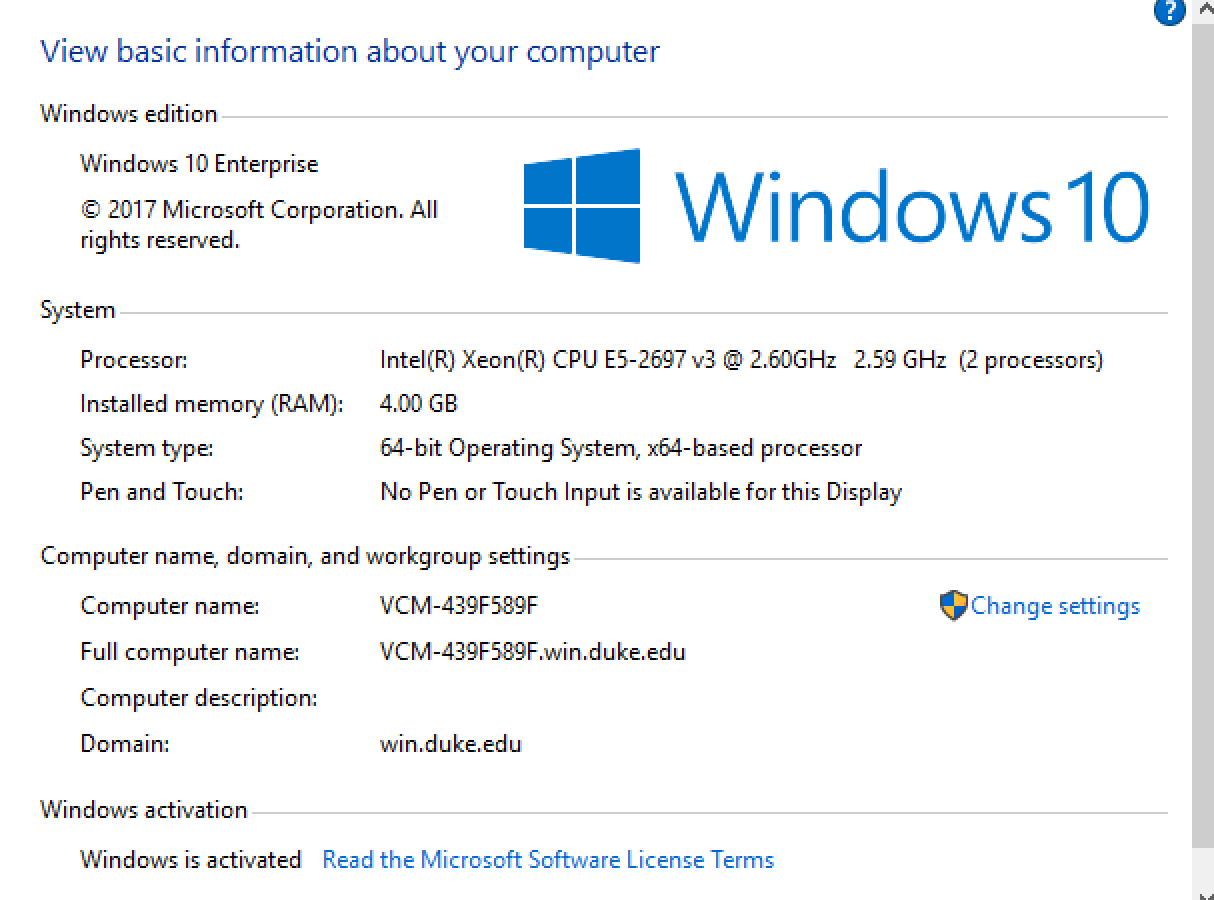 ?
View basic information about your computer
Windows edition
Windows 10 Enterprise
© 2017 Microsoft Corporation. All
rights reserved.
Windows 10
System
Processor: Intel(R) Xeon(R) CPU E5-2697 v3 @ 2.60GHz 2.59 GHz (2 processors)
Installed memory (RAM): 4.00 GB
System type: 64-bit Operating System, x64-based processor
Pen and Touch: No Pen or Touch Input is available for this Display
Computer name, domain, and workgroup settings
Computer name: VCM-439F589F Change settings
Full computer name: VCM-439F589F.win.duke.edu
Computer description:
Domain: win.duke.edu
Windows activation
Windows is activated Read the Microsoft Software License Terms